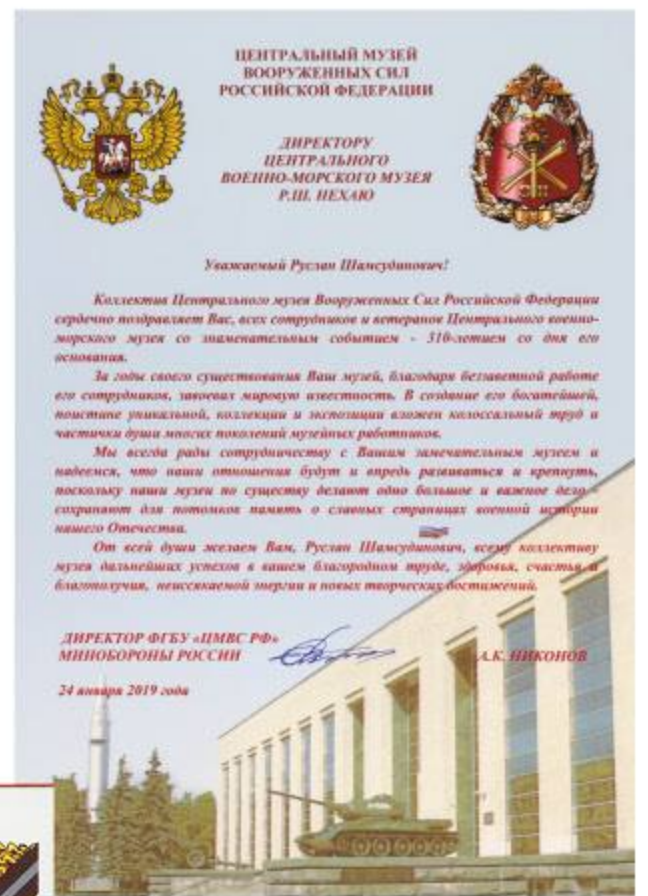 ЦЕНТРАЛЬНЫЙ МУЗЕЙ
ВООРУЖЕННЫХ СИЛ
РОССИЙСКОЙ ФЕДЕРАЦИИ
ДИРЕКТОРУ
ЦЕНТРАЛЬНОГО
ВОЕННО-МОРСКОГО МУЗЕЯ
Р.Ш. НЕХАЮ
Уважаемый Руслан Шамсудинович!
Коллектив Центрального музея Вооруженных Сил Российской Федерации
сердечно поздравляет Вас, всех сотрудников и ветеранов Центрального военно-
морского музея со знаменательным событием - 310-летием со дня его
основания.
За годы своего существования Ваш музей, благодаря беззаветной работе
его сотрудников, завоевал мировую известность. В создание его богатейшей,
поистине уникальной, коллекции и экспозиции вложен колоссальный труд и
частички души многих поколений музейных работников.
Мы всегда рады сотрудничеству с Вашим замечательным музеем и
надеемся, что наши отношения будут и впредь развиваться и крепнуть,
поскольку наши музеи по существу делают одно большое и важное дело -
сохраняют для потомков память о славных страницах военной истории
нашего Отечества.
От всей души желаем Вам, Руслан Шамсудинович, всему коллективу
музея дальнейших успехов в вашем благородном труде, здоровья, счастья и
благополучия, неиссякаемой энергии и новых творческих достижений.
ДИРЕКТОР ФГБУ «ЦМВС РФ»
МИНОБОРОНЫ РОССИИ А.К. НИКОНОВ
24 января 2019 года